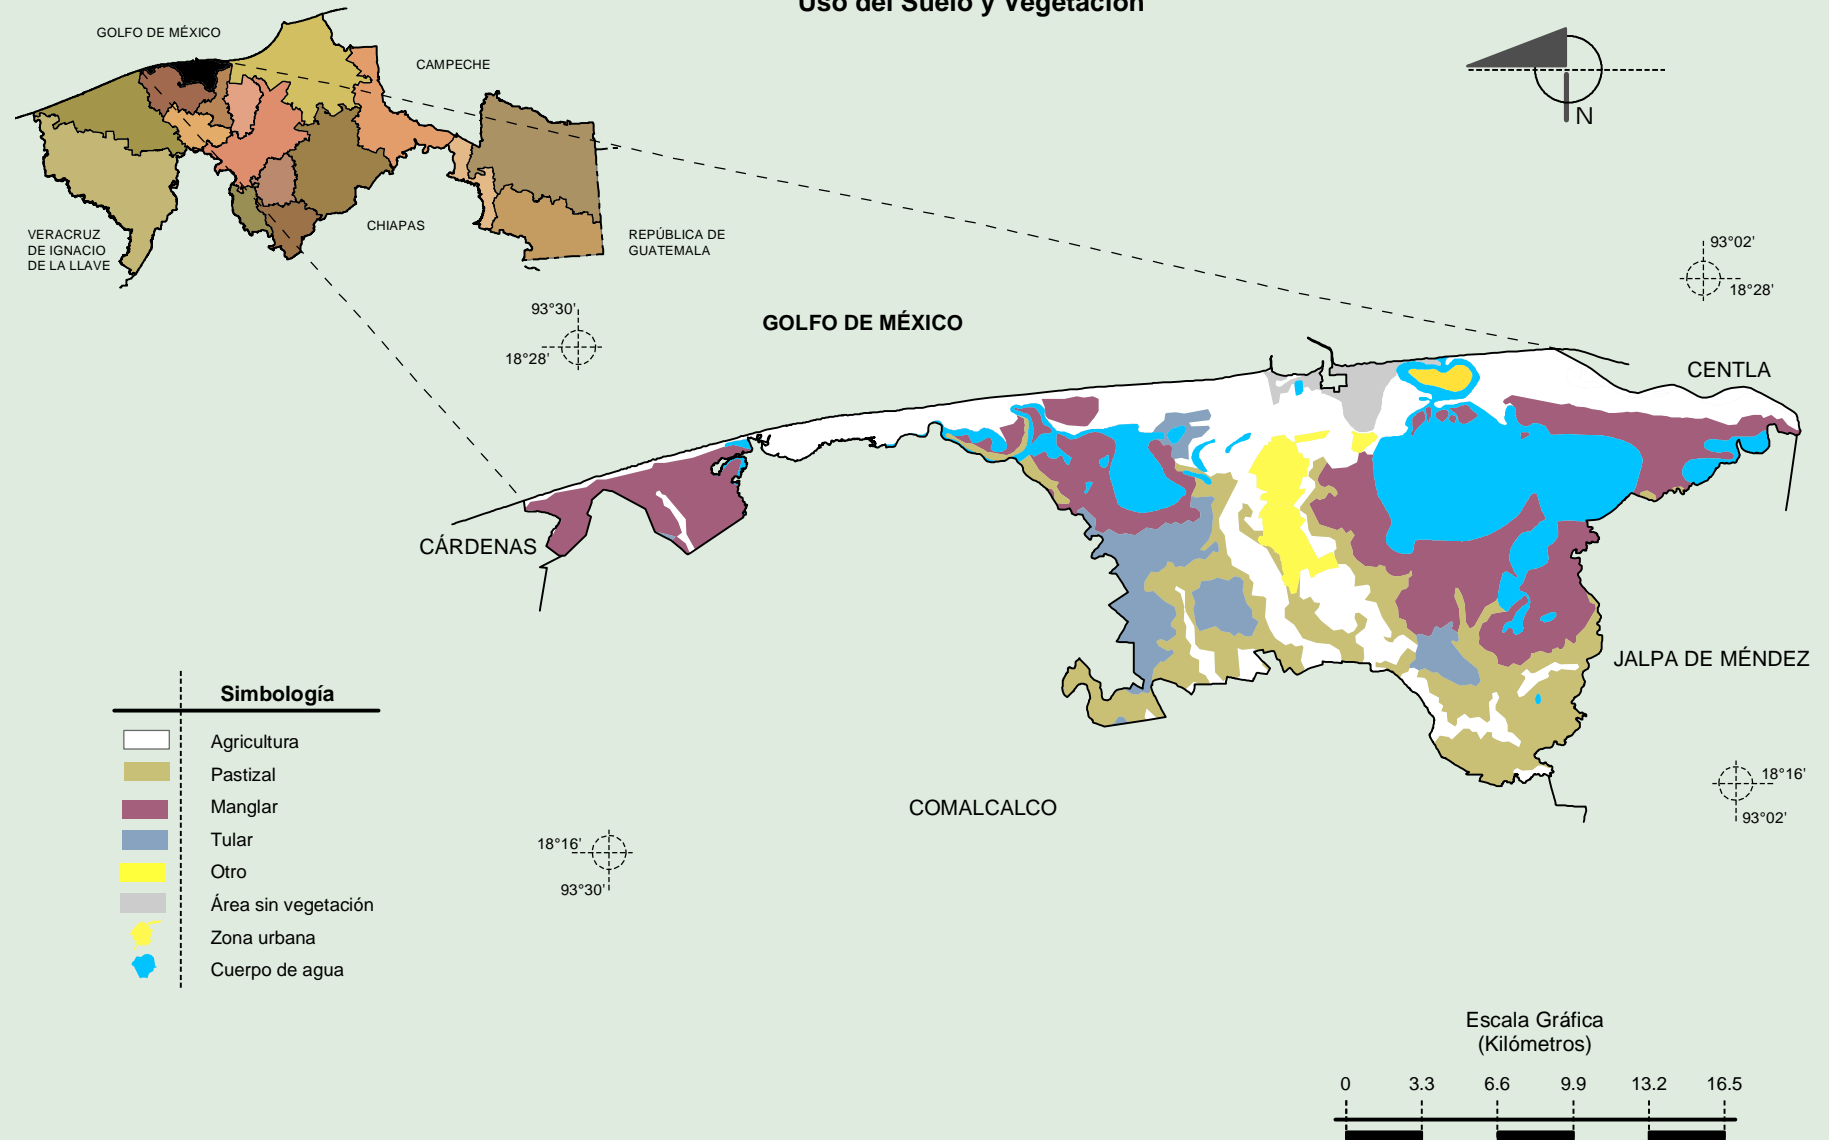 Uso del Suelo y Vegetación
GOLFO DE MÉXICO
CAMPECHE
N
VERACRUZ
DE IGNACIO
DE LA LLAVE
CHIAPAS
REPÚBLICA DE
GUATEMALA
93°02'
18°28'
93°30'
18°28'
GOLFO DE MÉXICO
CENTLA
CÁRDENAS
JALPA DE MÉNDEZ
COMALCALCO
18°16'
93°02'
18°16'
93°30'
Simbología
Agricultura
Pastizal
Manglar
Tular
Otro
Área sin vegetación
Zona urbana
Cuerpo de agua
Escala Gráfica
(Kilómetros)
0 3.3 6.6 9.9 13.2 16.5